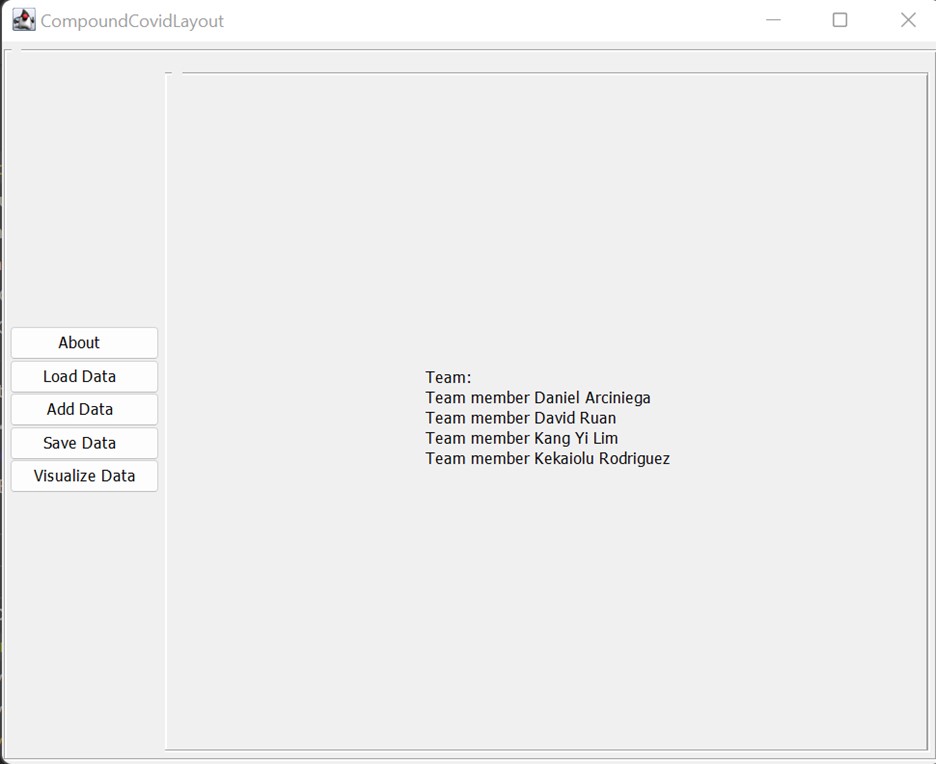 CompoundCovidLayout
About
Load Data
Add Data
Save Data
Visualize Data
Team:
Team member Daniel Arciniega
Team member David Ruan
Team member Kang Yi Lim
Team member Kekaiolu Rodriguez